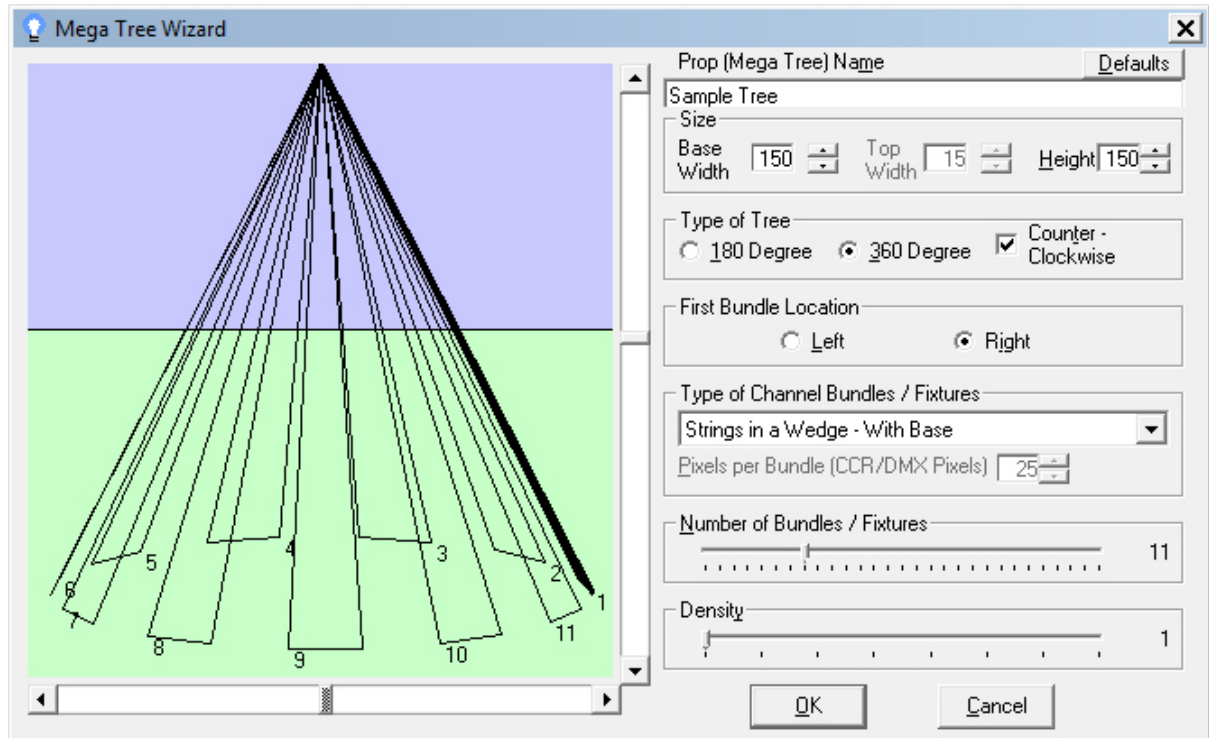 Mega Tree Wizard
Prop (Mega Tree) Name
Defaults
Sample Tree
Size
Base Width 150
Top Width 15
Height 150
Type of Tree
180 Degree
360 Degree
Counter - Clockwise
First Bundle Location
Left
Right
Type of Channel Bundles / Fixtures
Strings in a Wedge - With Base
Pixels per Bundle (CCR/DMX Pixels) 25
Number of Bundles / Fixtures
11
Density
1
OK
Cancel
4
3
5
2
6
1
7
11
8
10
9